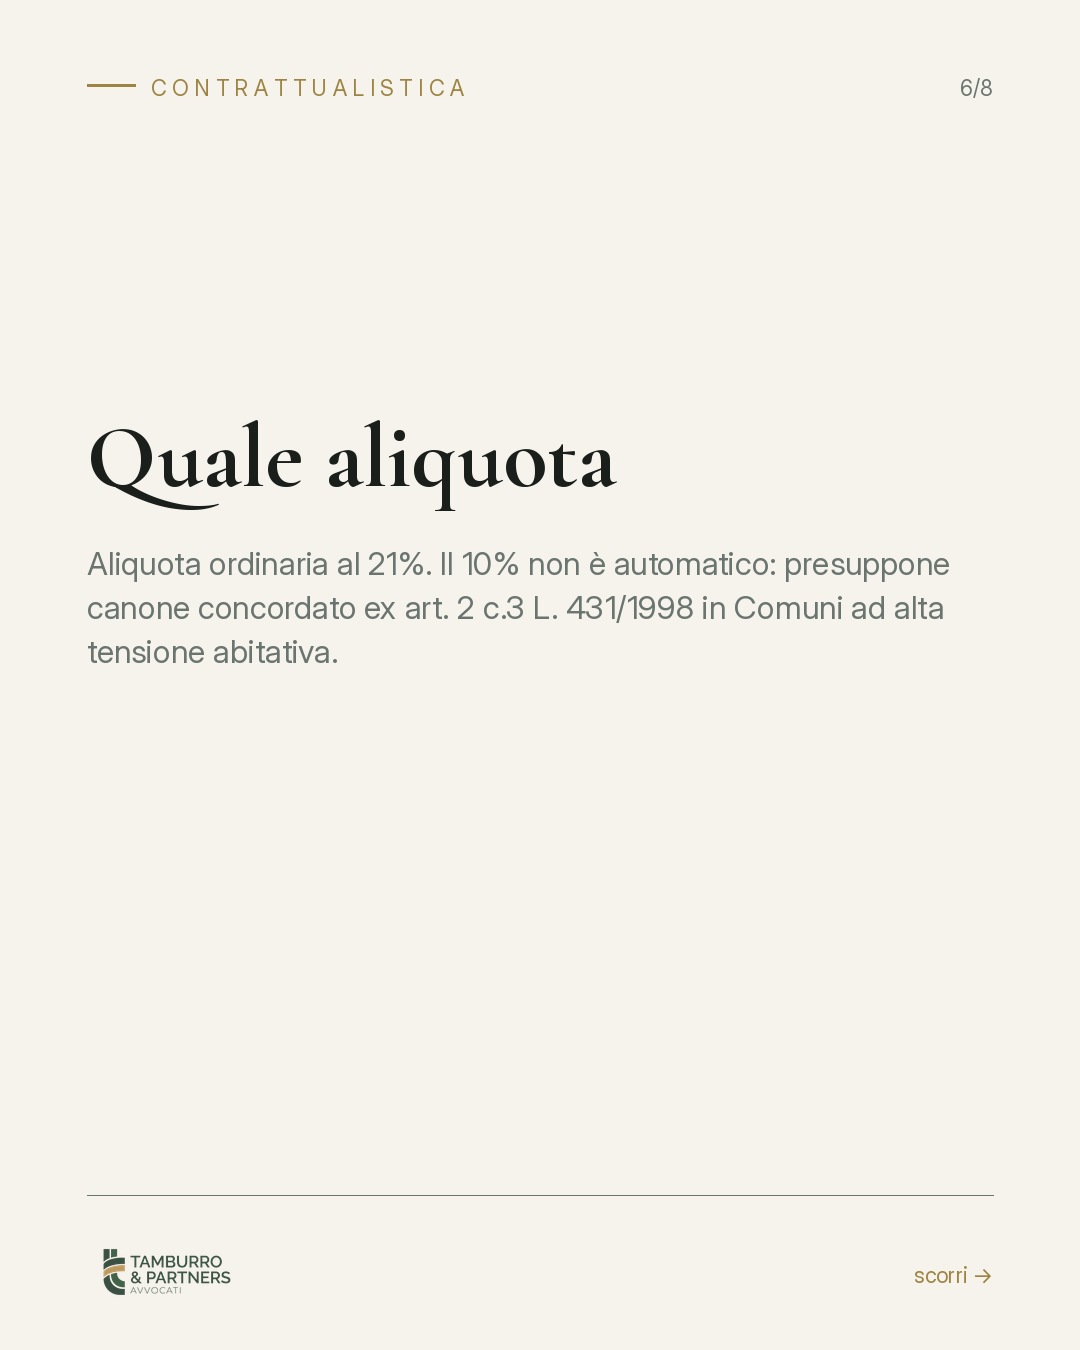 CONTRATTUALISTICA
6/8
Quale aliquota
Aliquota ordinaria al 21%. Il 10% non è automatico: presuppone
canone concordato ex art. 2 c.3 L. 431/1998 in Comuni ad alta
tensione abitativa.
TAMBURRO
& PARTNERS
AVVOCATI
scorri →